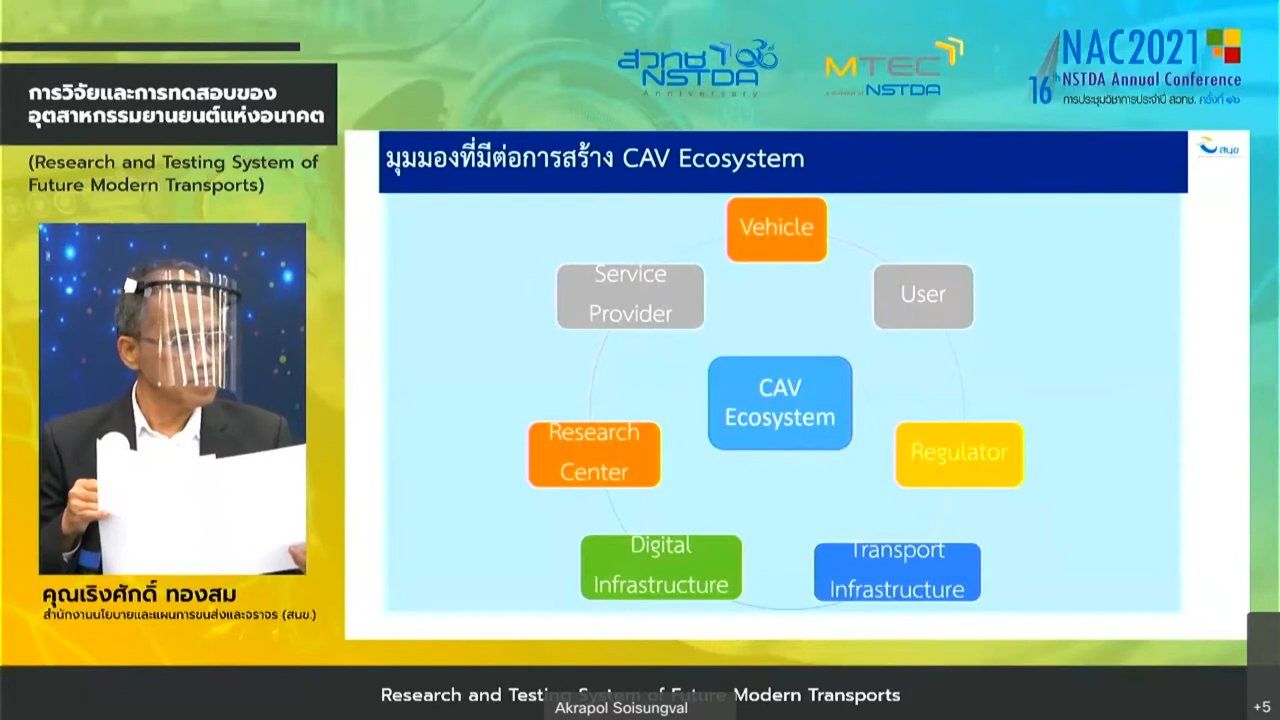 สวทช
NSTDA
Anniversary
MTEC
a member of NSTDA
NAC2021
16th NSTDA Annual Conference
การประชุมวิชาการประจำปี สวทช. ครั้งที่ ๑๖
การวิจัยและการทดสอบของ
อุตสาหกรรมยานยนต์แห่งอนาคต
(Research and Testing System of
Future Modern Transports)
มุมมองที่มีต่อการสร้าง CAV Ecosystem
สนข
Vehicle
Service
Provider
User
CAV
Ecosystem
Research
Center
Regulator
Digital
Infrastructure
Transport
Infrastructure
คุณเริงศักดิ์ ทองสม
สำนักงานนโยบายและแผนการขนส่งและจราจร (สนข.)
Research and Testing System of Future Modern Transports
Akrapol Soisungval
+5